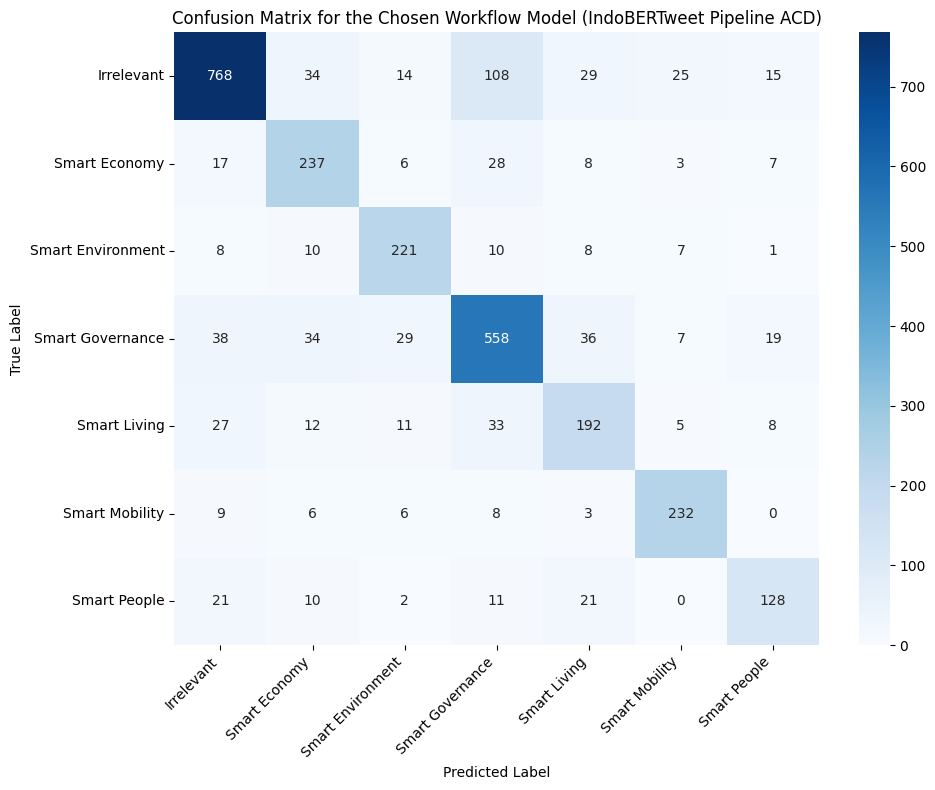 Confusion Matrix for the Chosen Workflow Model (IndoBERTweet Pipeline ACD)
True Label
Irrelevant 768 34 14 108 29 25 15
Smart Economy 17 237 6 28 8 3 7
Smart Environment 8 10 221 10 8 7 1
Smart Governance 38 34 29 558 36 7 19
Smart Living 27 12 11 33 192 5 8
Smart Mobility 9 6 6 8 3 232 0
Smart People 21 10 2 11 21 0 128
Irrelevant
Smart Economy
Smart Environment
Smart Governance
Smart Living
Smart Mobility
Smart People
Predicted Label
700
600
500
400
300
200
100
0